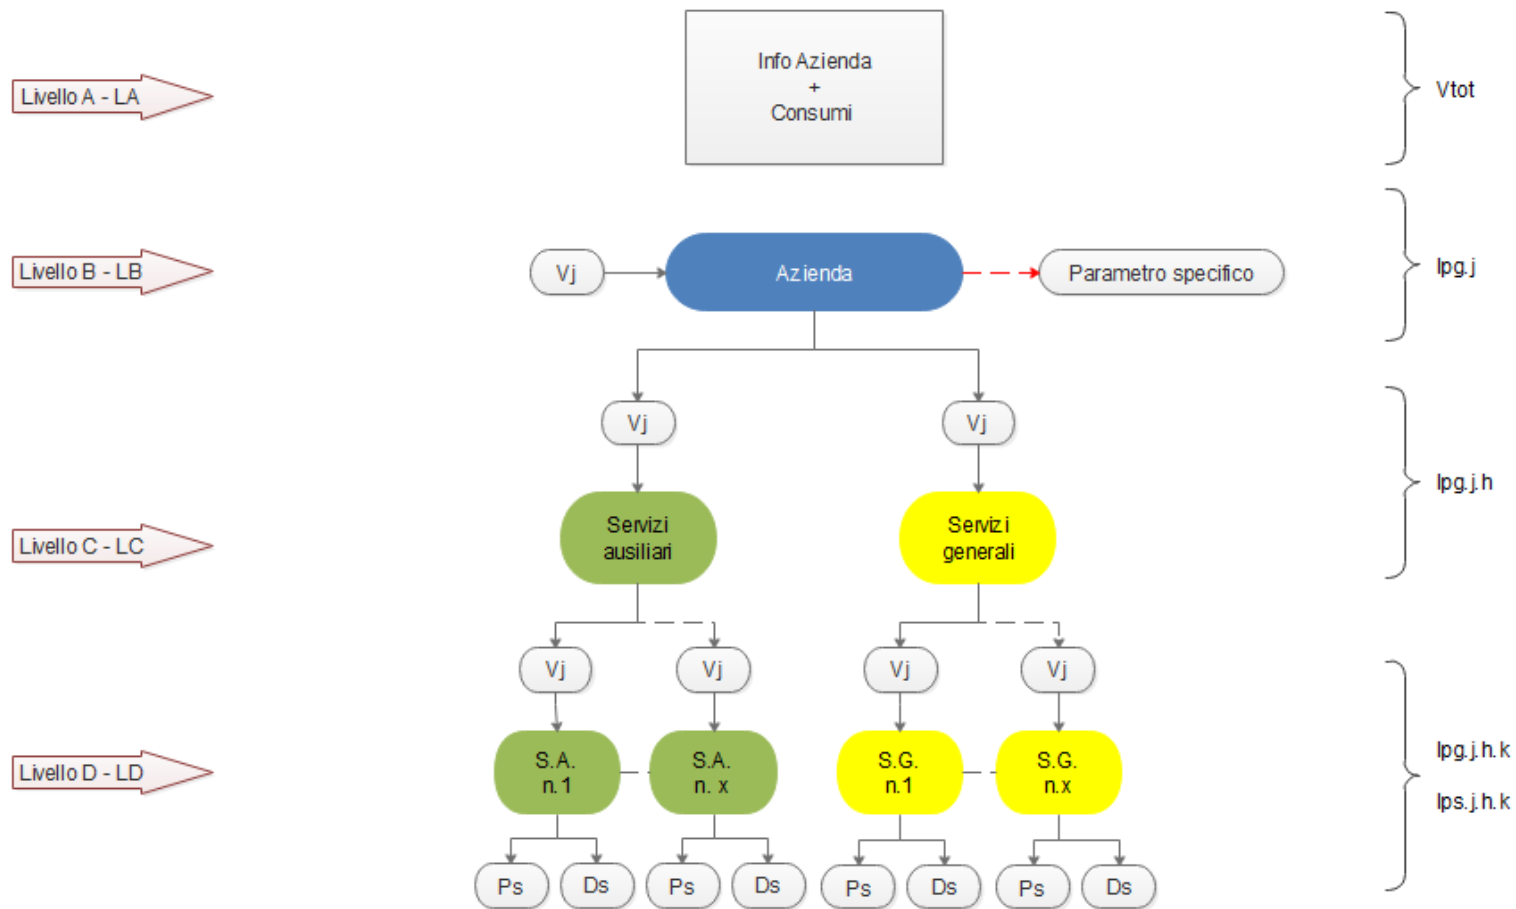 Livello A - LA
Info Azienda
+
Consumi
Vtot
Livello B - LB
Vj
Azienda
Parametro specifico
Ipg.j
Vj
Vj
Livello C - LC
Servizi
ausiliari
Servizi
generali
Ipg.j.h
Vj
Vj
Vj
Vj
Livello D - LD
S.A.
n.1
S.A.
n. x
S.G.
n.1
S.G.
n.x
Ipg.j.h.k
Ips.j.h.k
Ps
Ds
Ps
Ds
Ps
Ds
Ps
Ds